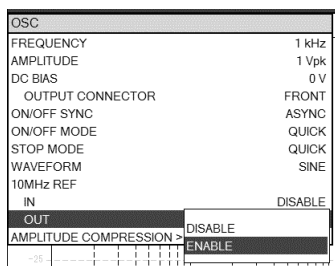 OSC
FREQUENCY 1 kHz
AMPLITUDE 1 Vpk
DC BIAS 0 V
OUTPUT CONNECTOR FRONT
ON/OFF SYNC ASYNC
ON/OFF MODE QUICK
STOP MODE QUICK
WAVEFORM SINE
10MHz REF
IN DISABLE
OUT
DISABLE
AMPLITUDE COMPRESSION >
ENABLE
-25